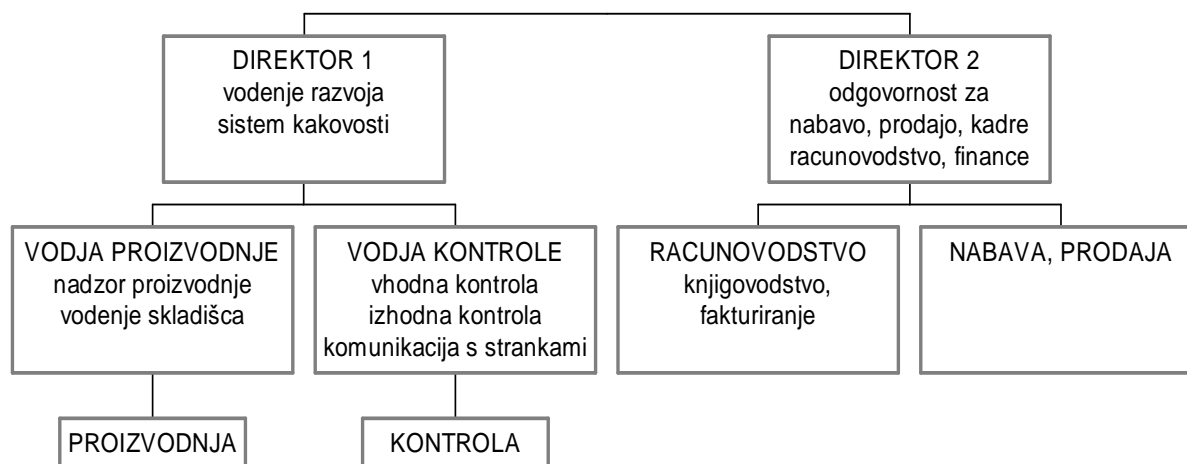 DIREKTOR 1
vodenje razvoja
sistem kakovosti
DIREKTOR 2
odgovornost za
nabavo, prodajo, kadre
racunovodstvo, finance
VODJA PROIZVODNJE
nadzor proizvodnje
vodenje skladišca
VODJA KONTROLE
vhodna kontrola
izhodna kontrola
komunikacija s strankami
RACUNOVODSTVO
knjigovodstvo,
fakturiranje
NABAVA, PRODAJA
PROIZVODNJA
KONTROLA